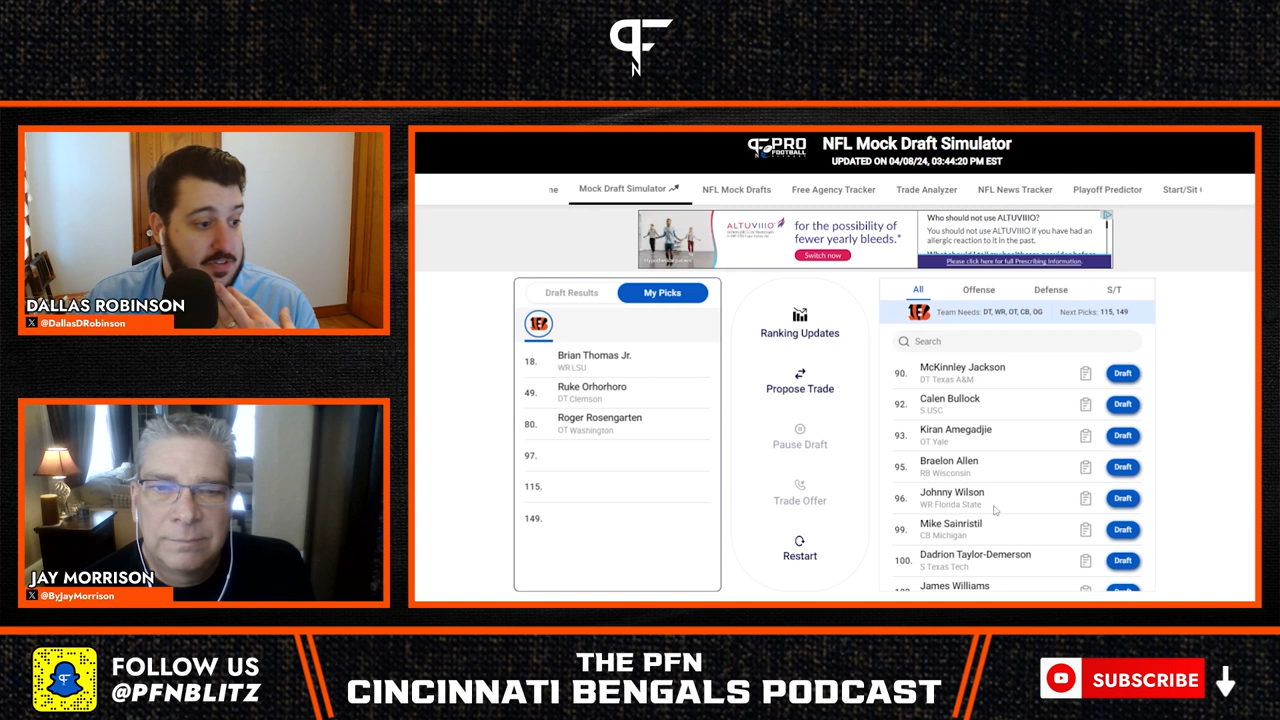 PFN
DALLAS ROBINSON
X @DallasDRobinson
JAY MORRISON
X @ByJayMorrison
PRO FOOTBALL NETWORK
NFL Mock Draft Simulator
UPDATED ON 04/08/24, 03:44:20 PM EST
ne Mock Draft Simulator NFL Mock Drafts Free Agency Tracker Trade Analyzer NFL News Tracker Playoff Predictor Start/Sit
ALTUVIIIO
for the possibility of
fewer yearly bleeds.*
Switch now
Who should not use ALTUVIIIO?
You should not use ALTUVIIIO if you have had an
allergic reaction to it in the past.
Please click here for full Prescribing Information.
Draft Results My Picks
18. Brian Thomas Jr.
WR LSU
49. Ruke Orhorhoro
DT Clemson
80. Roger Rosengarten
OT Washington
97.
115.
149.
Ranking Updates
Propose Trade
Pause Draft
Trade Offer
Restart
All Offense Defense S/T
Team Needs: DT, WR, OT, CB, OG Next Picks: 115, 149
Search
90. McKinnley Jackson Draft
DT Texas A&M
92. Calen Bullock Draft
S USC
93. Kiran Amegadjie Draft
OT Yale
95. Braelon Allen Draft
RB Wisconsin
96. Johnny Wilson Draft
WR Florida State
99. Mike Sainristil Draft
CB Michigan
100. Dadrion Taylor-Demerson Draft
S Texas Tech
James Williams
FOLLOW US
@PFNBLITZ
THE PFN
CINCINNATI BENGALS PODCAST
SUBSCRIBE